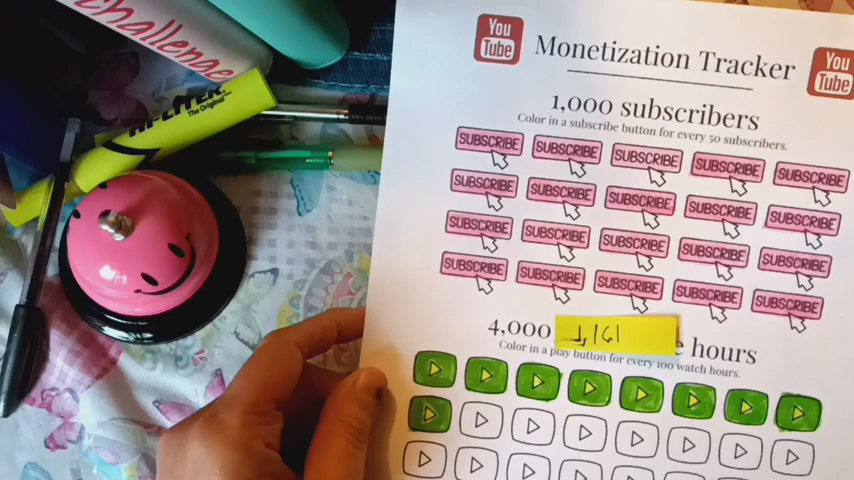 challenge
HI-LITER
The Original
You
Tube
Monetization Tracker
You
Tube
1,000 subscribers
Color in a subscribe button for every 50 subscribers.
SUBSCRIBE SUBSCRIBE SUBSCRIBE SUBSCRIBE SUBSCRIBE
SUBSCRIBE SUBSCRIBE SUBSCRIBE SUBSCRIBE SUBSCRIBE
SUBSCRIBE SUBSCRIBE SUBSCRIBE SUBSCRIBE SUBSCRIBE
SUBSCRIBE SUBSCRIBE SUBSCRIBE SUBSCRIBE SUBSCRIBE
4,000 1,161 e hours
Color in a play button for every 100 watch hours.